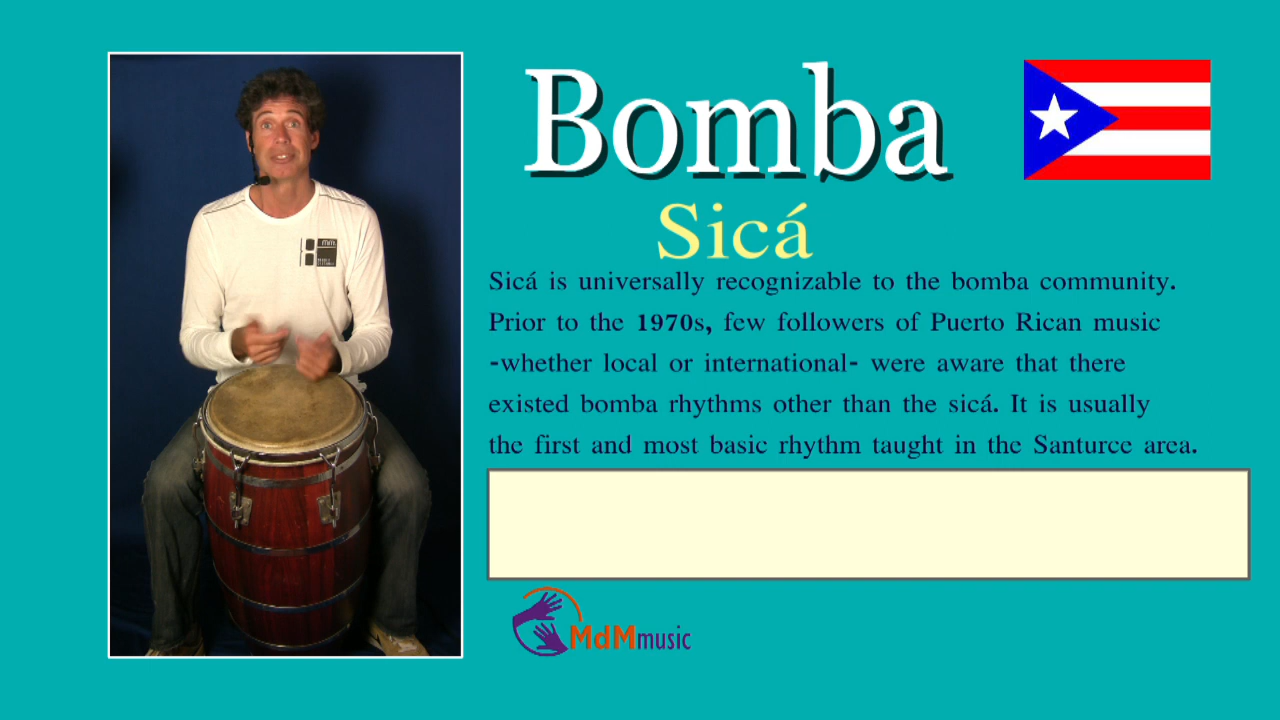 Bomba
Sicá
Sicá is universally recognizable to the bomba community.
Prior to the 1970s, few followers of Puerto Rican music
-whether local or international- were aware that there
existed bomba rhythms other than the sicá. It is usually
the first and most basic rhythm taught in the Santurce area.
MdMmusic